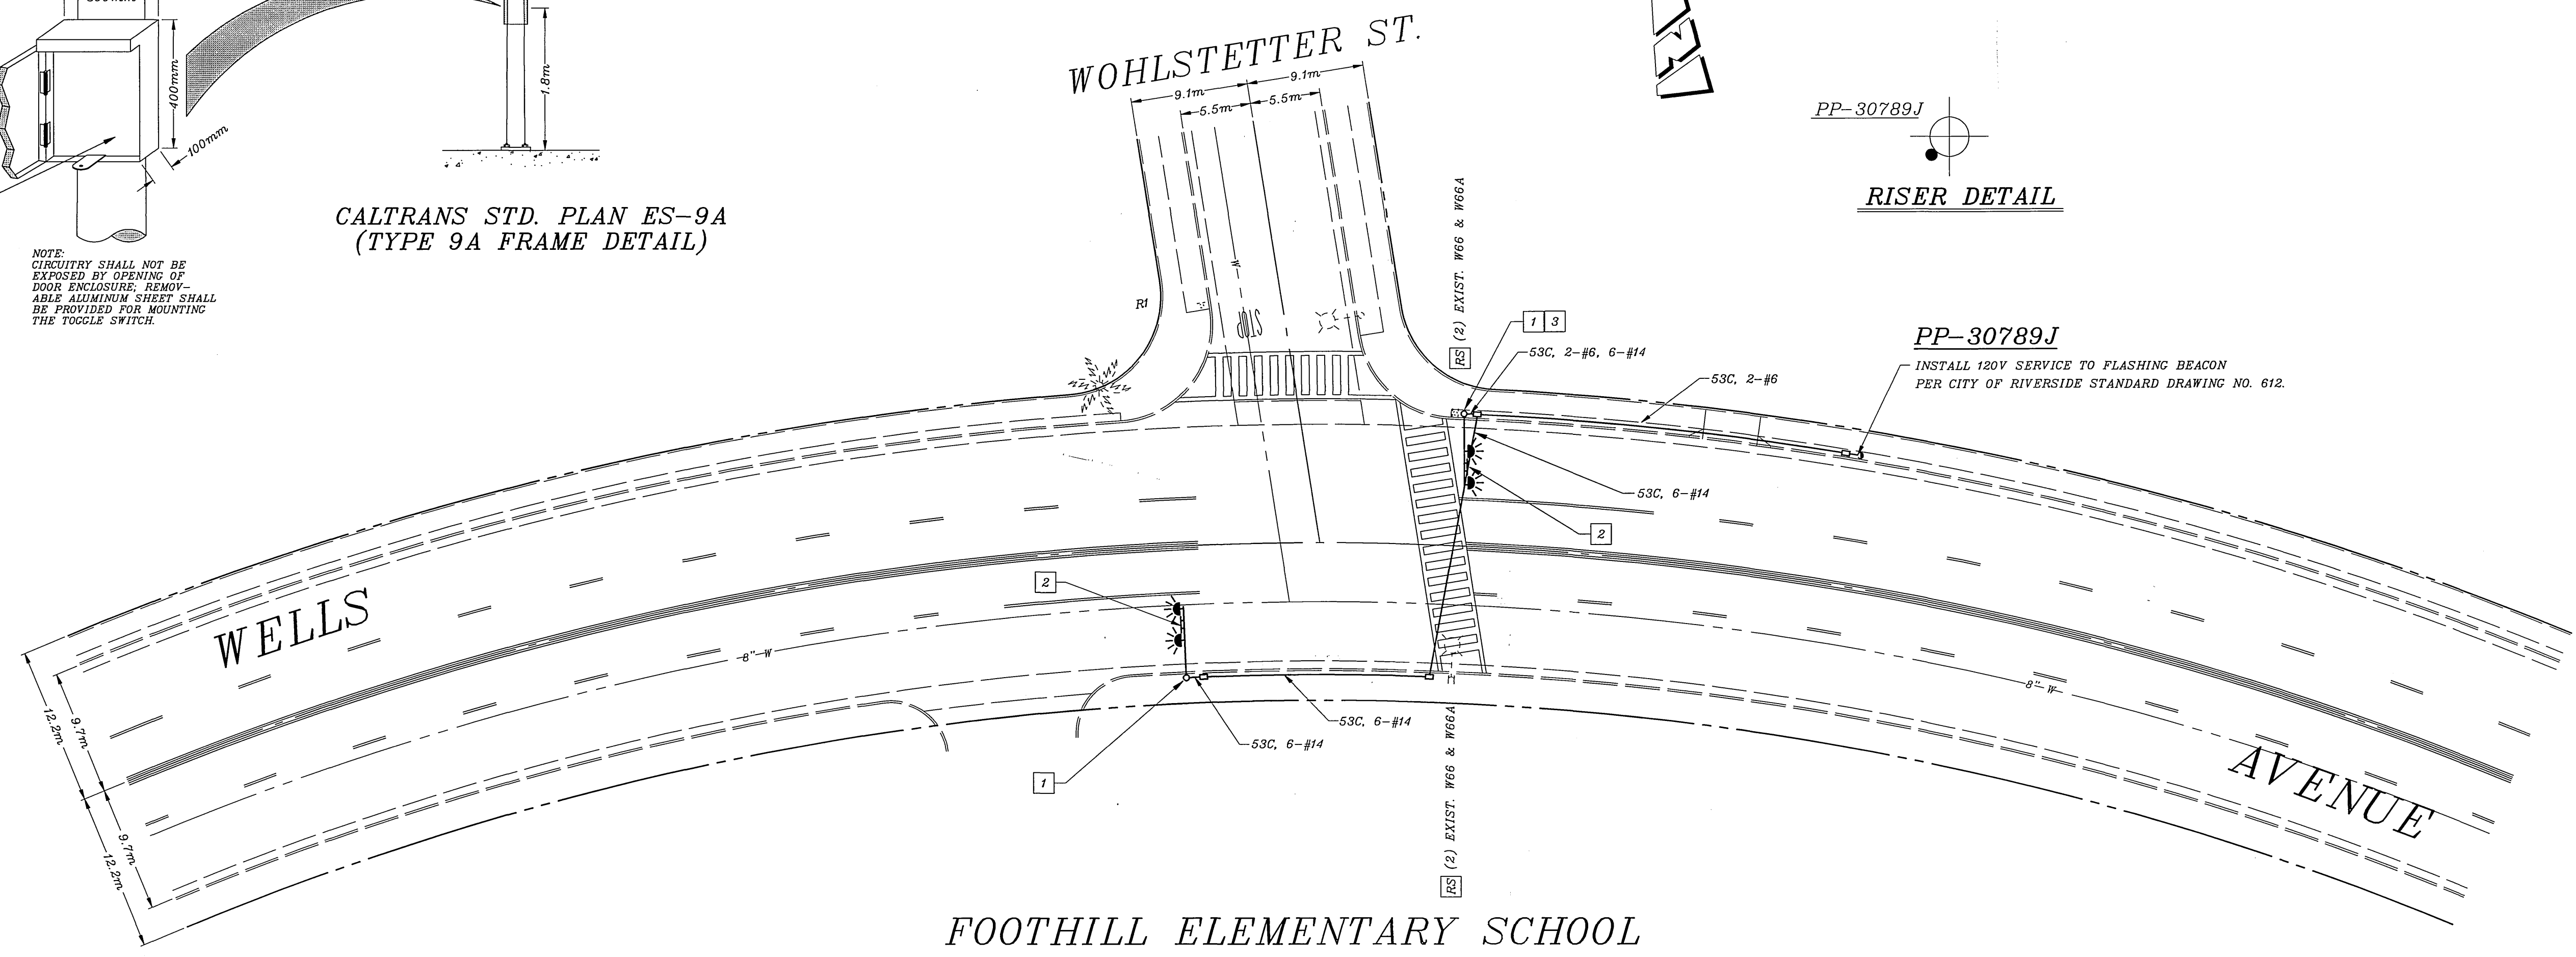 400mm
100mm
NOTE:
CIRCUITRY SHALL NOT BE
EXPOSED BY OPENING OF
DOOR ENCLOSURE; REMOV-
ABLE ALUMINUM SHEET SHALL
BE PROVIDED FOR MOUNTING
THE TOGGLE SWITCH.
1.8m
CALTRANS STD. PLAN ES-9A
(TYPE 9A FRAME DETAIL)
WOHLSTETTER ST.
9.1m
9.1m
5.5m
5.5m
W
R1
STOP
RS (2) EXIST. W66 & W66A
1 3
53C, 2-#6, 6-#14
53C, 2-#6
53C, 6-#14
2
PP-30789J
RISER DETAIL
PP-30789J
INSTALL 120V SERVICE TO FLASHING BEACON
PER CITY OF RIVERSIDE STANDARD DRAWING NO. 612.
WELLS
2
8" W
8" W
AVENUE
12.2m
9.7m
9.7m
12.2m
53C, 6-#14
53C, 6-#14
1
RS (2) EXIST. W66 & W66A
FOOTHILL ELEMENTARY SCHOOL